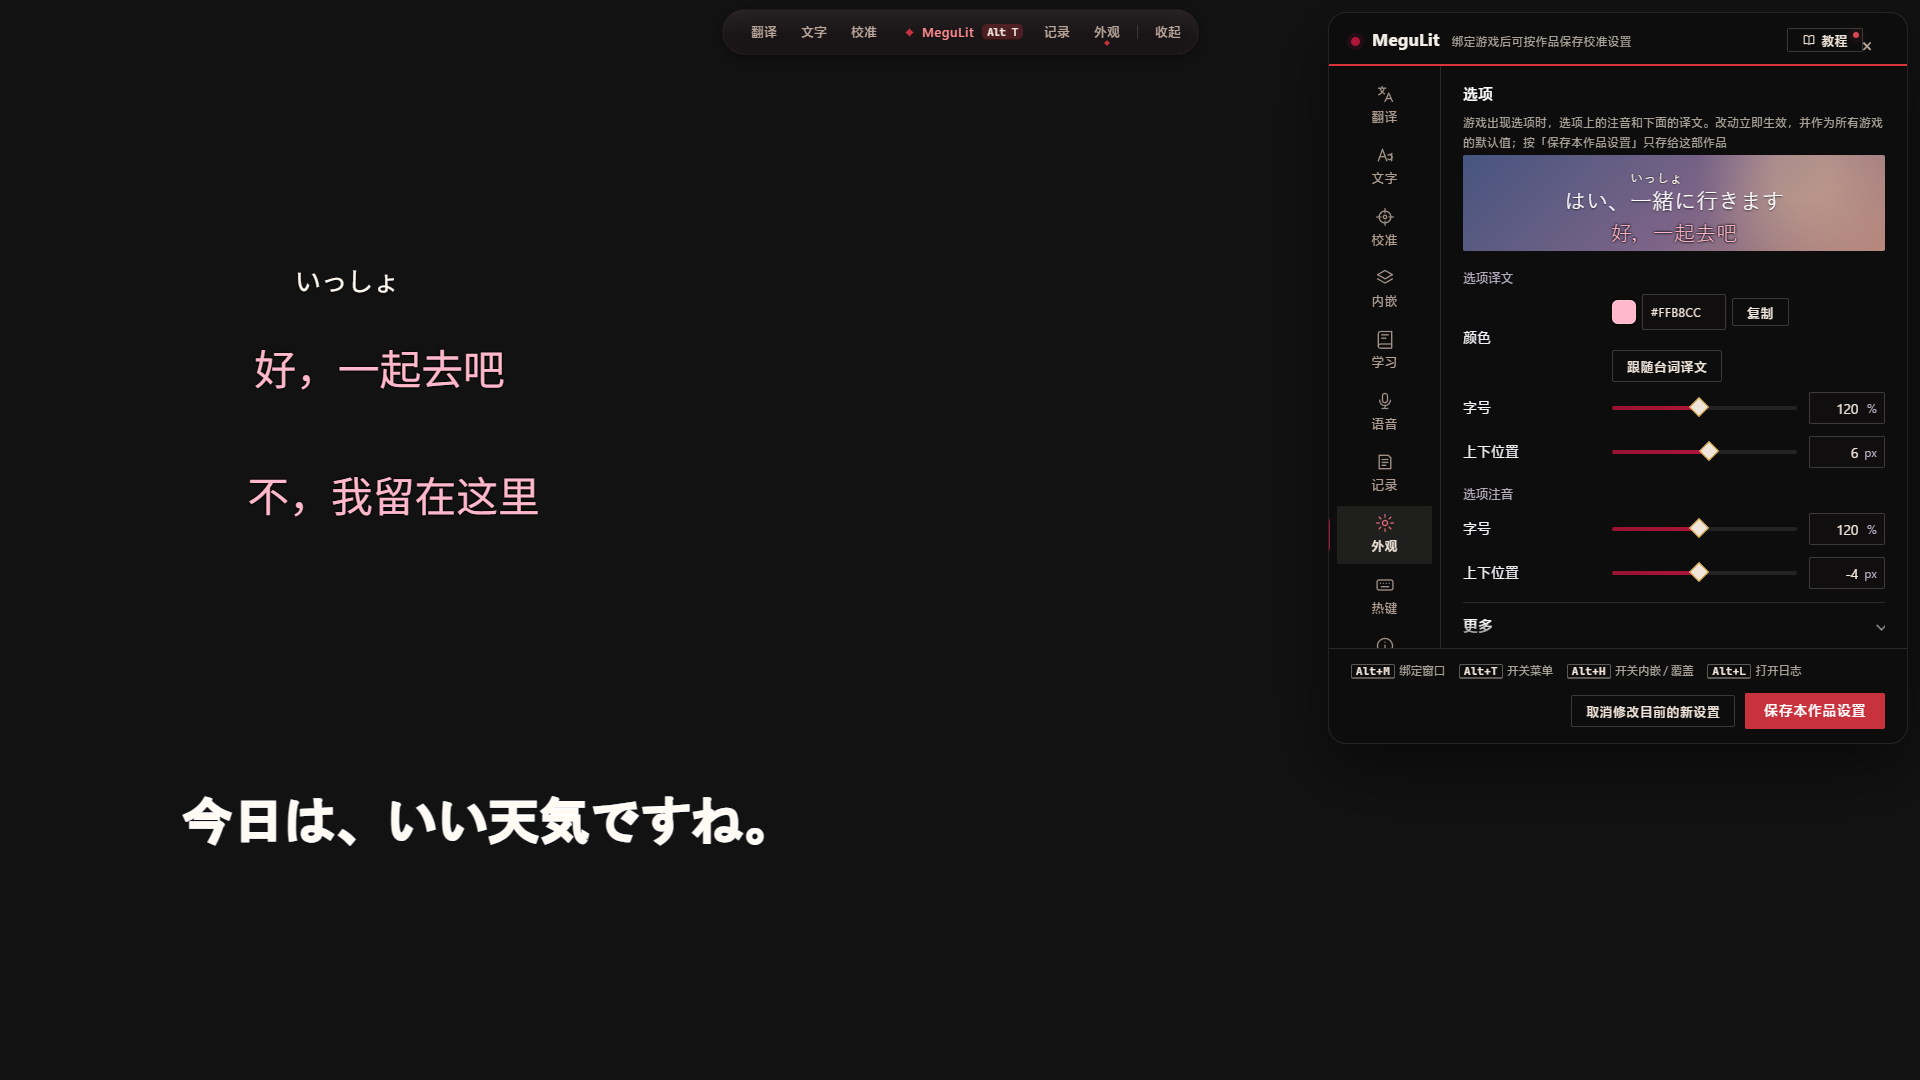 翻译 文字 校准 MeguLit Alt T 记录 外观 收起
いっしょ
好，一起去吧
不，我留在这里
今日は、いい天気ですね。
MeguLit 绑定游戏后可按作品保存校准设置 教程
翻译
文字
校准
内嵌
学习
语音
记录
外观
热键
选项
游戏出现选项时，选项上的注音和下面的译文。改动立即生效，并作为所有游戏
的默认值；按「保存本作品设置」只存给这部作品
いっしょ
はい、一緒に行きます
好，一起去吧
选项译文
颜色
#FFB8CC 复制
跟随台词译文
字号 120 %
上下位置 6 px
选项注音
字号 120 %
上下位置 -4 px
更多
Alt+M 绑定窗口 Alt+T 开关菜单 Alt+H 开关内嵌 / 覆盖 Alt+L 打开日志
取消修改目前的新设置 保存本作品设置